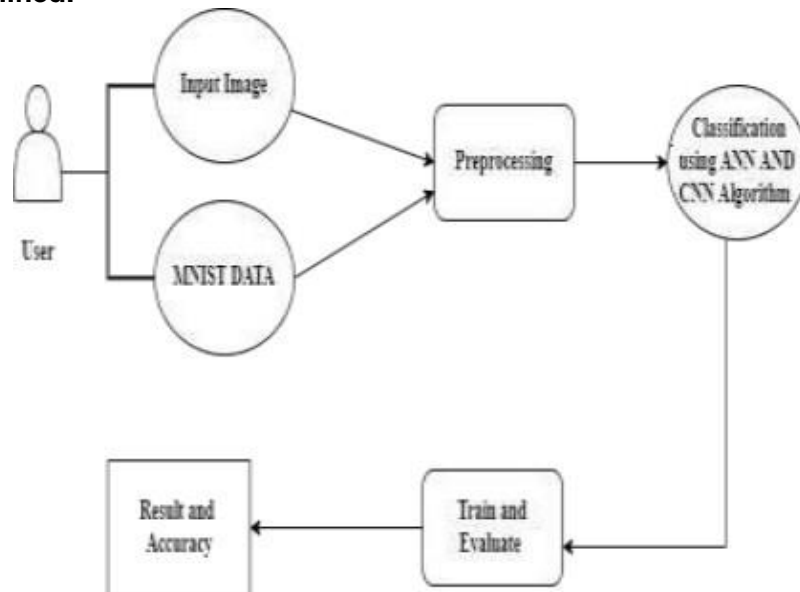 Input Image
Classification
using ANN AND
CNN Algorithm
Preprocessing
User
MNIST DATA
Result and
Accuracy
Train and
Evaluate